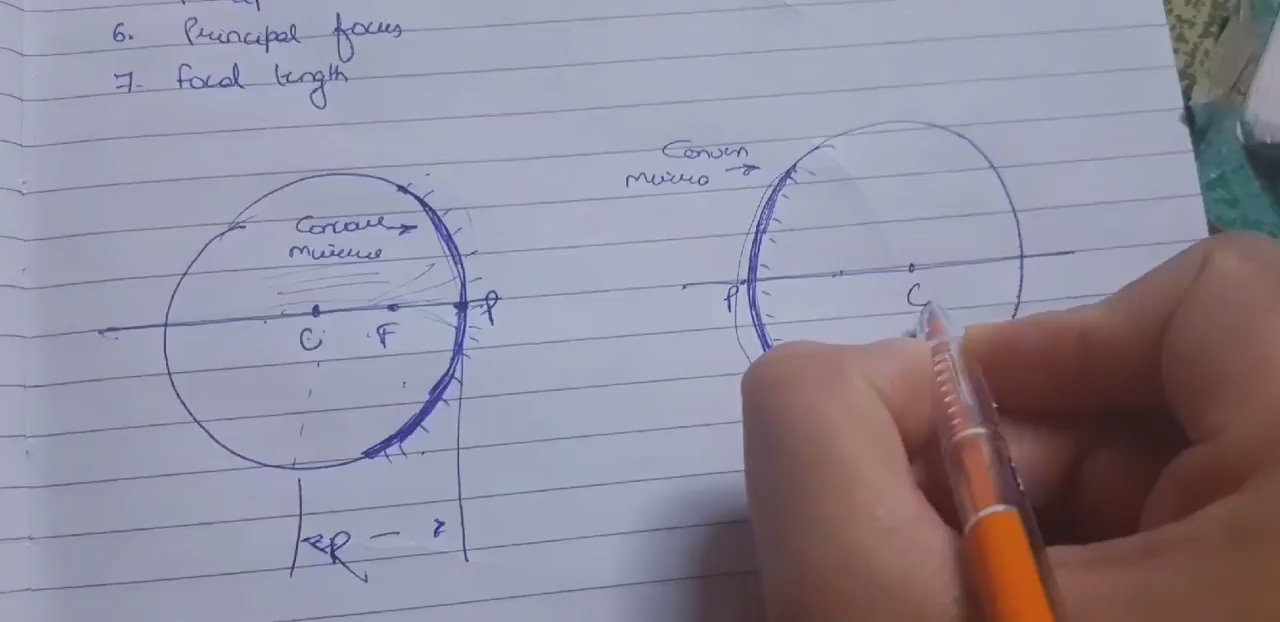 6. Principal focus
7. focal length
Concave →
mirror
C
F
P
R
Convex
mirror →
P
C